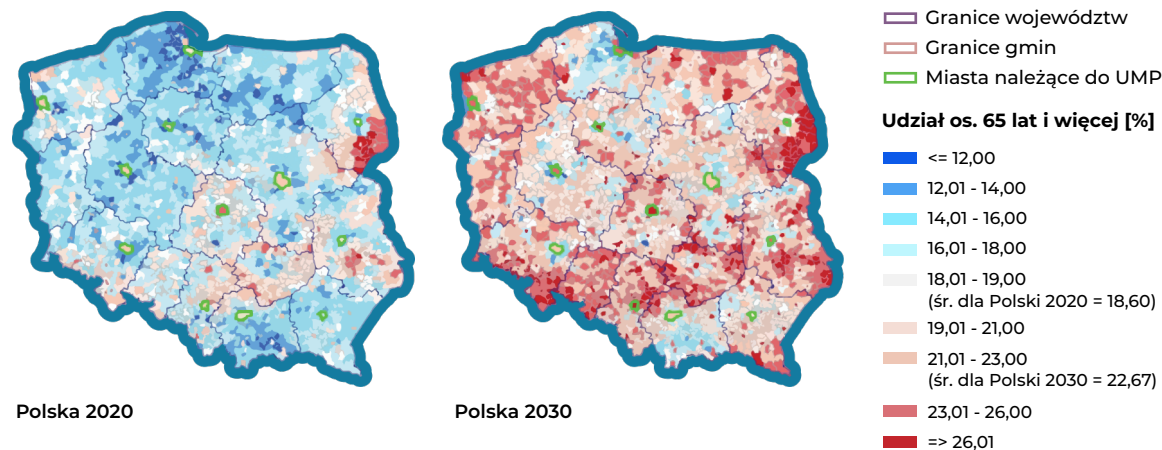 Granice województw
Granice gmin
Miasta należące do UMP
Udział os. 65 lat i więcej [%]
<= 12,00
12,01 - 14,00
14,01 - 16,00
16,01 - 18,00
18,01 - 19,00
(śr. dla Polski 2020 = 18,60)
19,01 - 21,00
21,01 - 23,00
(śr. dla Polski 2030 = 22,67)
23,01 - 26,00
=> 26,01
Polska 2020
Polska 2030